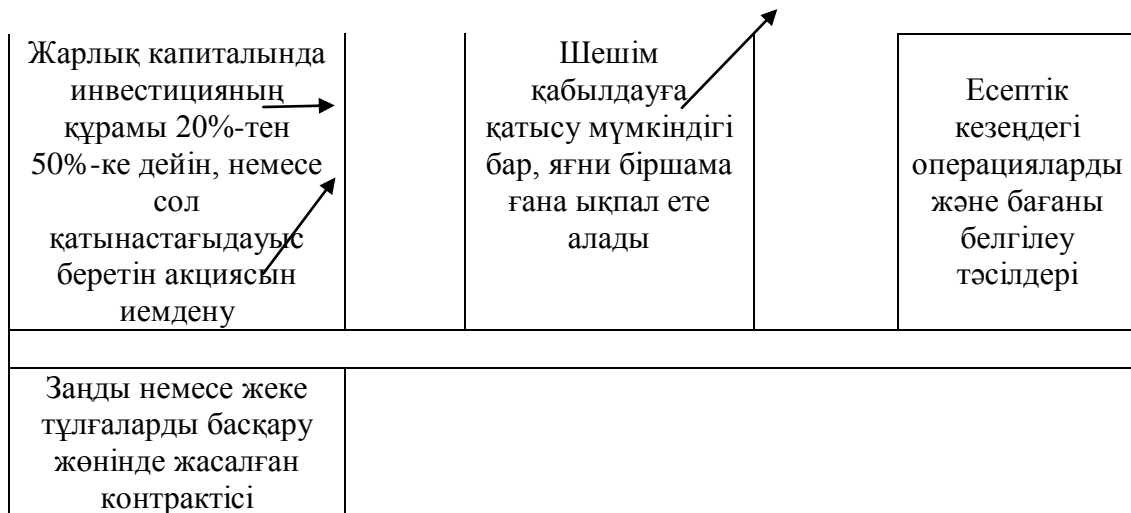 Жарлық капиталында
инвестицияның
құрамы 20%-тен
50%-ке дейін, немесе
сол
қатынастағыдауыс
беретін акциясын
иемдену
Шешім
қабылдауға
қатысу мүмкіндігі
бар, яғни біршама
ғана ықпал ете
алады
Есептік
кезеңдегі
операцияларды
және бағаны
белгілеу
тәсілдері
Заңды немесе жеке
тұлғаларды басқару
жөнінде жасалған
контрактісі